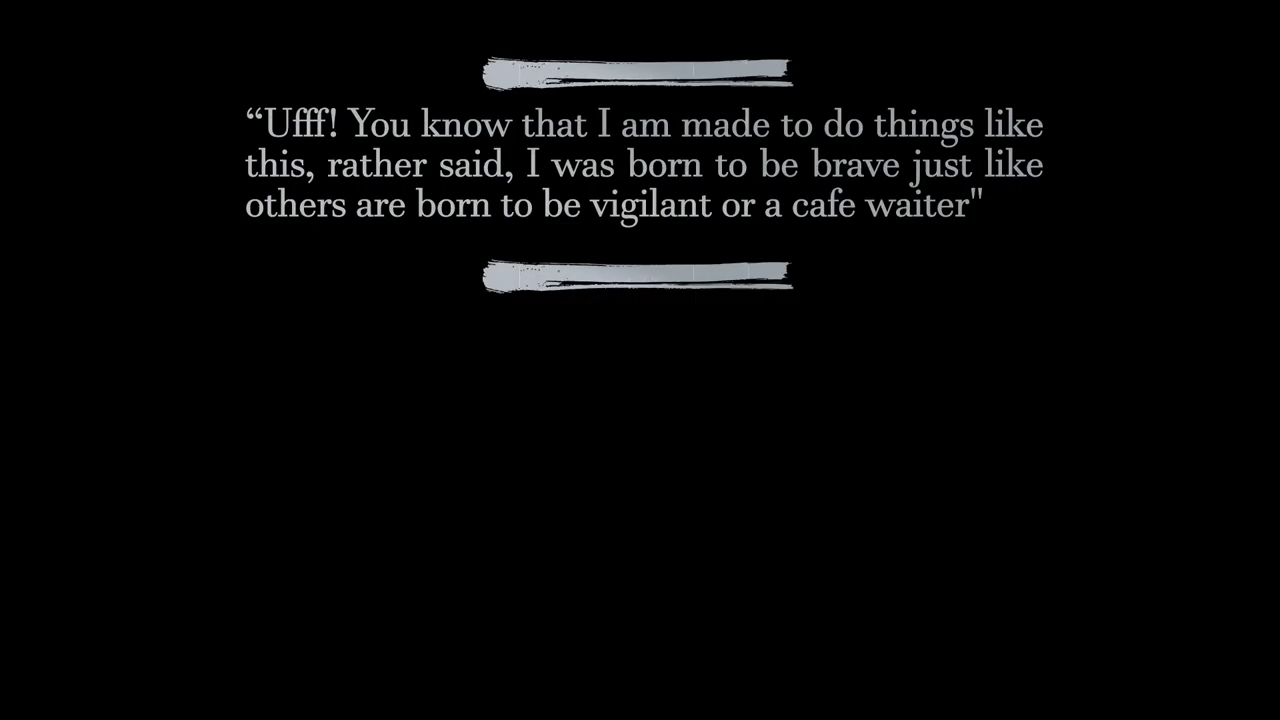 “Ufff! You know that I am made to do things like
this, rather said, I was born to be brave just like
others are born to be vigilant or a cafe waiter"